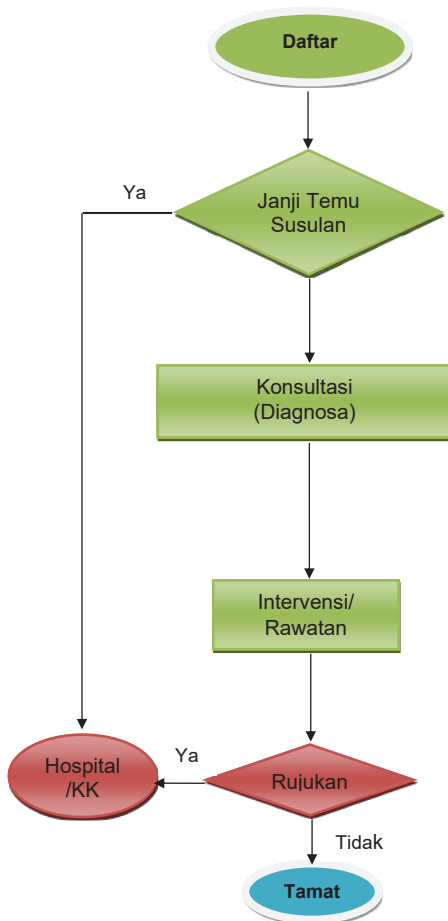 Daftar
Ya
Janji Temu
Susulan
Konsultasi
(Diagnosa)
Intervensi/
Rawatan
Hospital
/KK
Ya
Rujukan
Tidak
Tamat